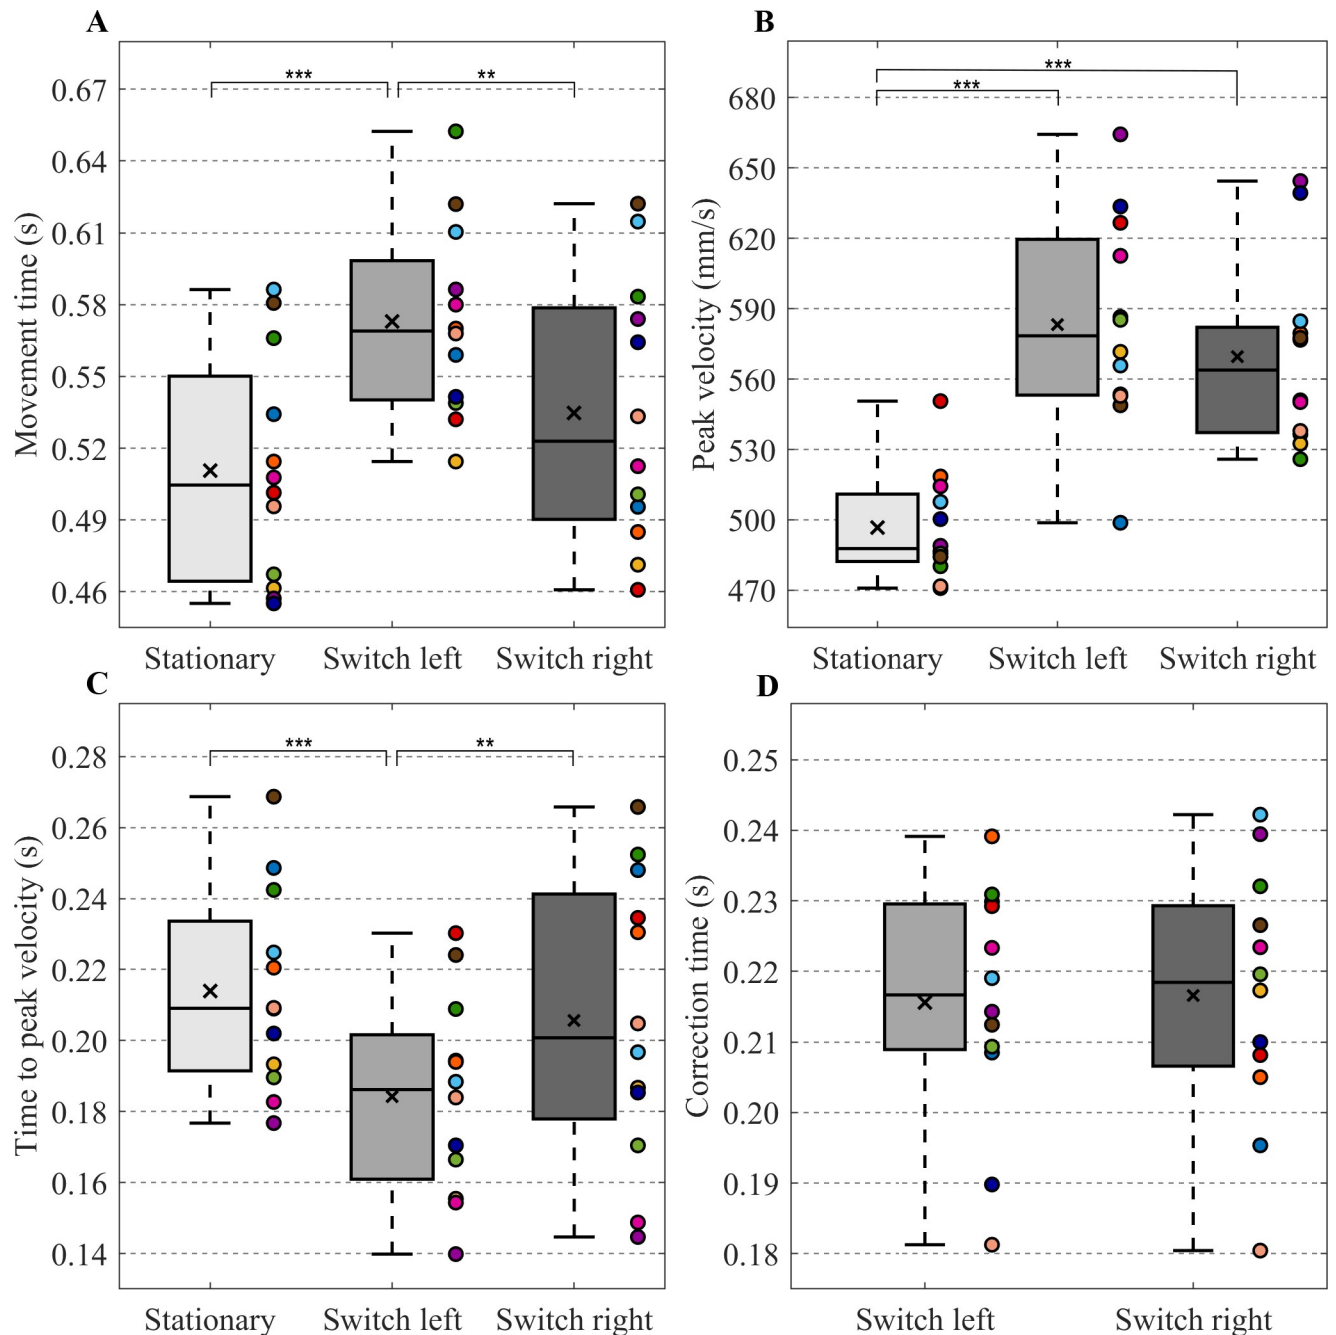 A
Movement time (s)
0.67
0.64
0.61
0.58
0.55
0.52
0.49
0.46
***
**
Stationary
Switch left
Switch right
B
Peak velocity (mm/s)
680
650
620
590
560
530
500
470
***
***
Stationary
Switch left
Switch right
C
Time to peak velocity (s)
0.28
0.26
0.24
0.22
0.20
0.18
0.16
0.14
***
**
Stationary
Switch left
Switch right
D
Correction time (s)
0.25
0.24
0.23
0.22
0.21
0.20
0.19
0.18
Switch left
Switch right